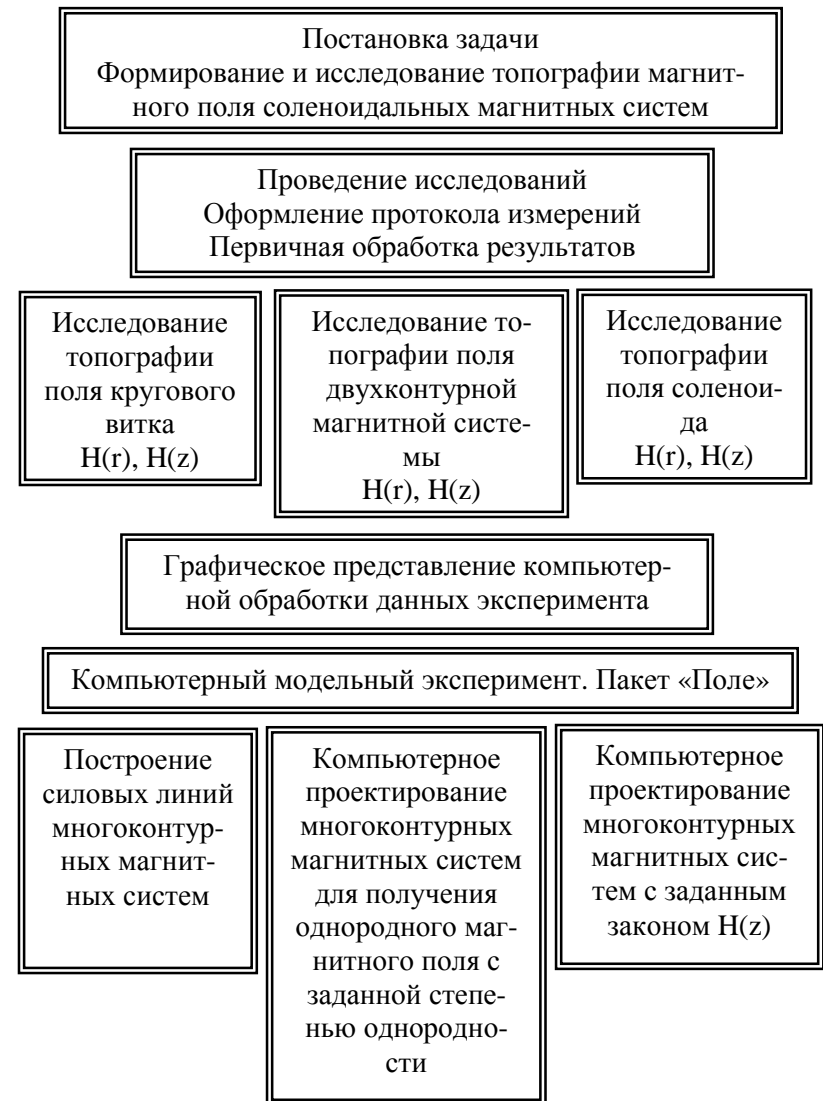 Постановка задачи
Формирование и исследование топографии магнит-
ного поля соленоидальных магнитных систем
Проведение исследований
Оформление протокола измерений
Первичная обработка результатов
Исследование
топографии
поля кругового
витка
H(r), H(z)
Исследование то-
пографии поля
двухконтурной
магнитной систе-
мы
H(r), H(z)
Исследование
топографии
поля соленои-
да
H(r), H(z)
Графическое представление компьютер-
ной обработки данных эксперимента
Компьютерный модельный эксперимент. Пакет «Поле»
Построение
силовых линий
многоконтур-
ных магнит-
ных систем
Компьютерное
проектирование
многоконтурных
магнитных систем
для получения
однородного маг-
нитного поля с
заданной степе-
нью однородно-
сти
Компьютерное
проектирование
многоконтурных
магнитных сис-
тем с заданным
законом H(z)